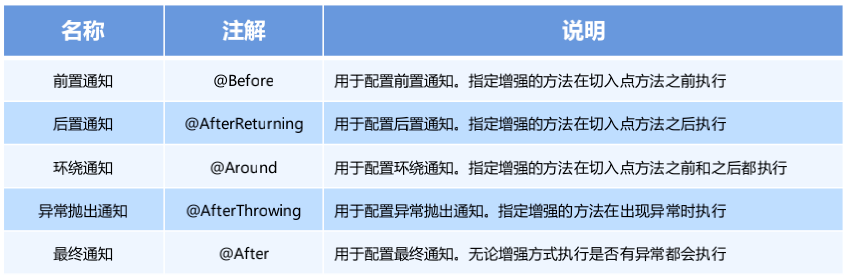 名称 注解 说明
前置通知 @Before 用于配置前置通知。指定增强的方法在切入点方法之前执行
后置通知 @AfterReturning 用于配置后置通知。指定增强的方法在切入点方法之后执行
环绕通知 @Around 用于配置环绕通知。指定增强的方法在切入点方法之前和之后都执行
异常抛出通知 @AfterThrowing 用于配置异常抛出通知。指定增强的方法在出现异常时执行
最终通知 @After 用于配置最终通知。无论增强方式执行是否有异常都会执行